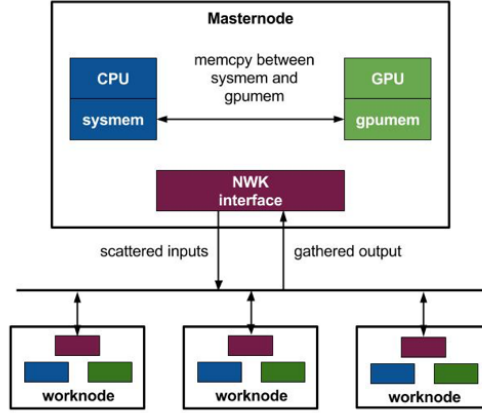 Masternode
CPU
sysmem
memcpy between
sysmem and
gpumem
GPU
gpumem
NWK
interface
scattered inputs
gathered output
worknode
worknode
worknode